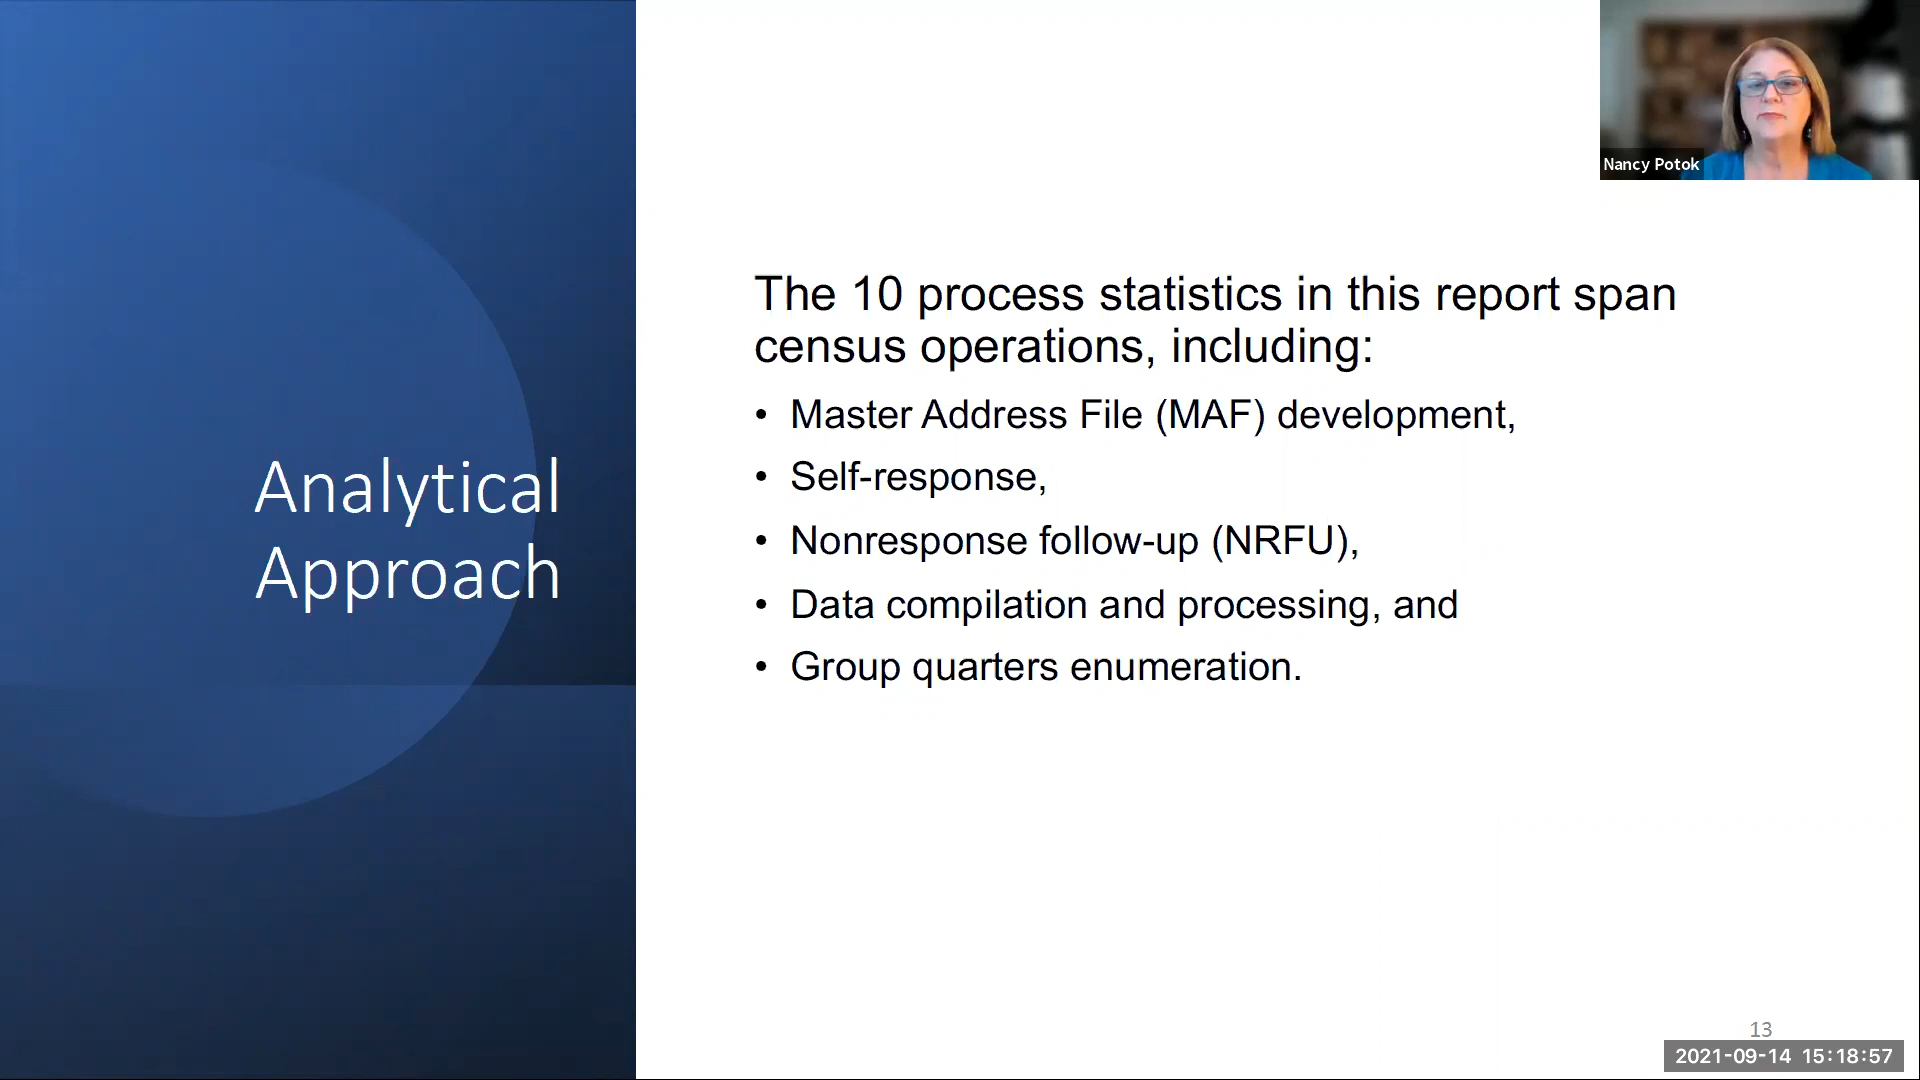 Analytical
Approach
Nancy Potok
The 10 process statistics in this report span
census operations, including:
• Master Address File (MAF) development,
• Self-response,
• Nonresponse follow-up (NRFU),
• Data compilation and processing, and
• Group quarters enumeration.
13
2021-09-14 15:18:57